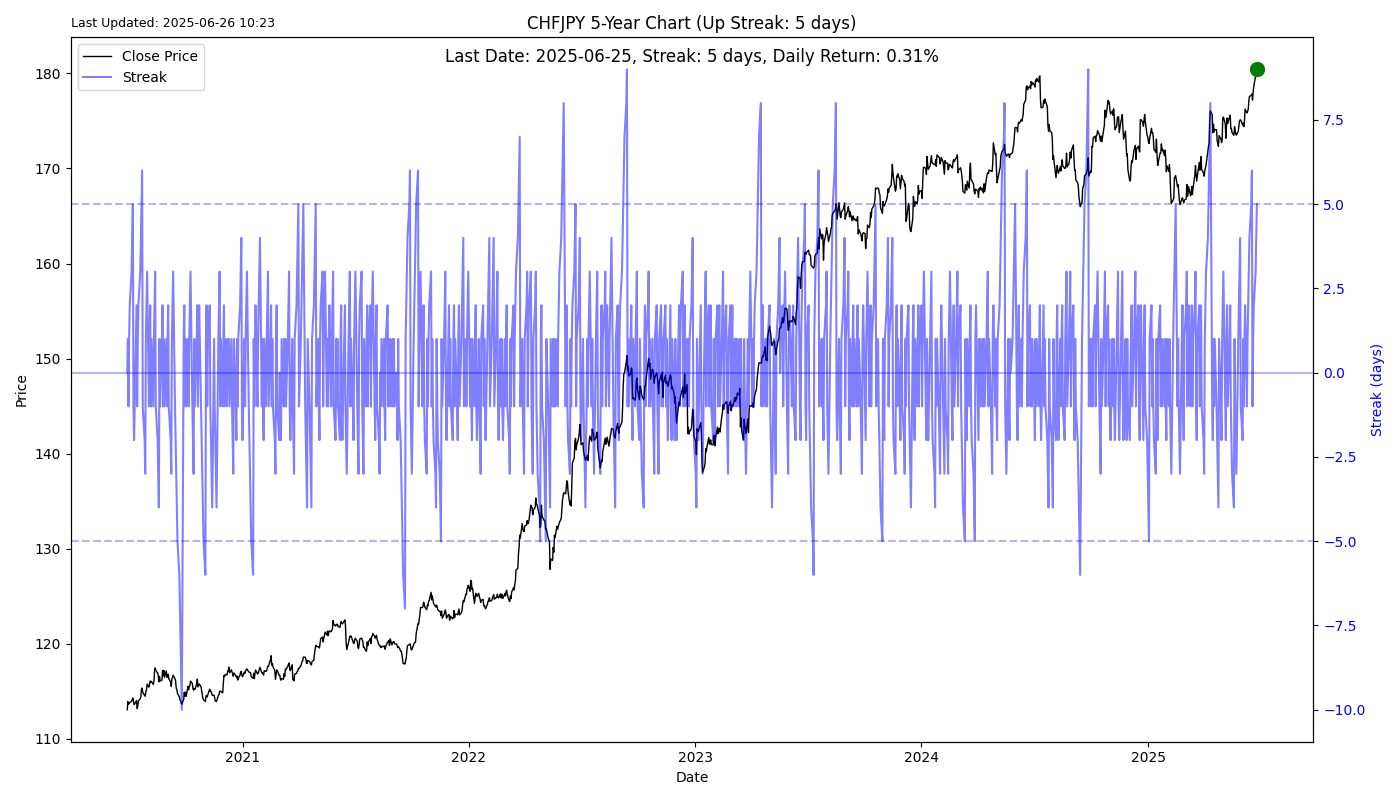 Last Updated: 2025-06-26 10:23
CHFJPY 5-Year Chart (Up Streak: 5 days)
Last Date: 2025-06-25, Streak: 5 days, Daily Return: 0.31%
Close Price
Streak
180
170
160
150
140
130
120
110
Price
7.5
5.0
2.5
0.0
−2.5
−5.0
−7.5
−10.0
Streak (days)
2021
2022
2023
2024
2025
Date